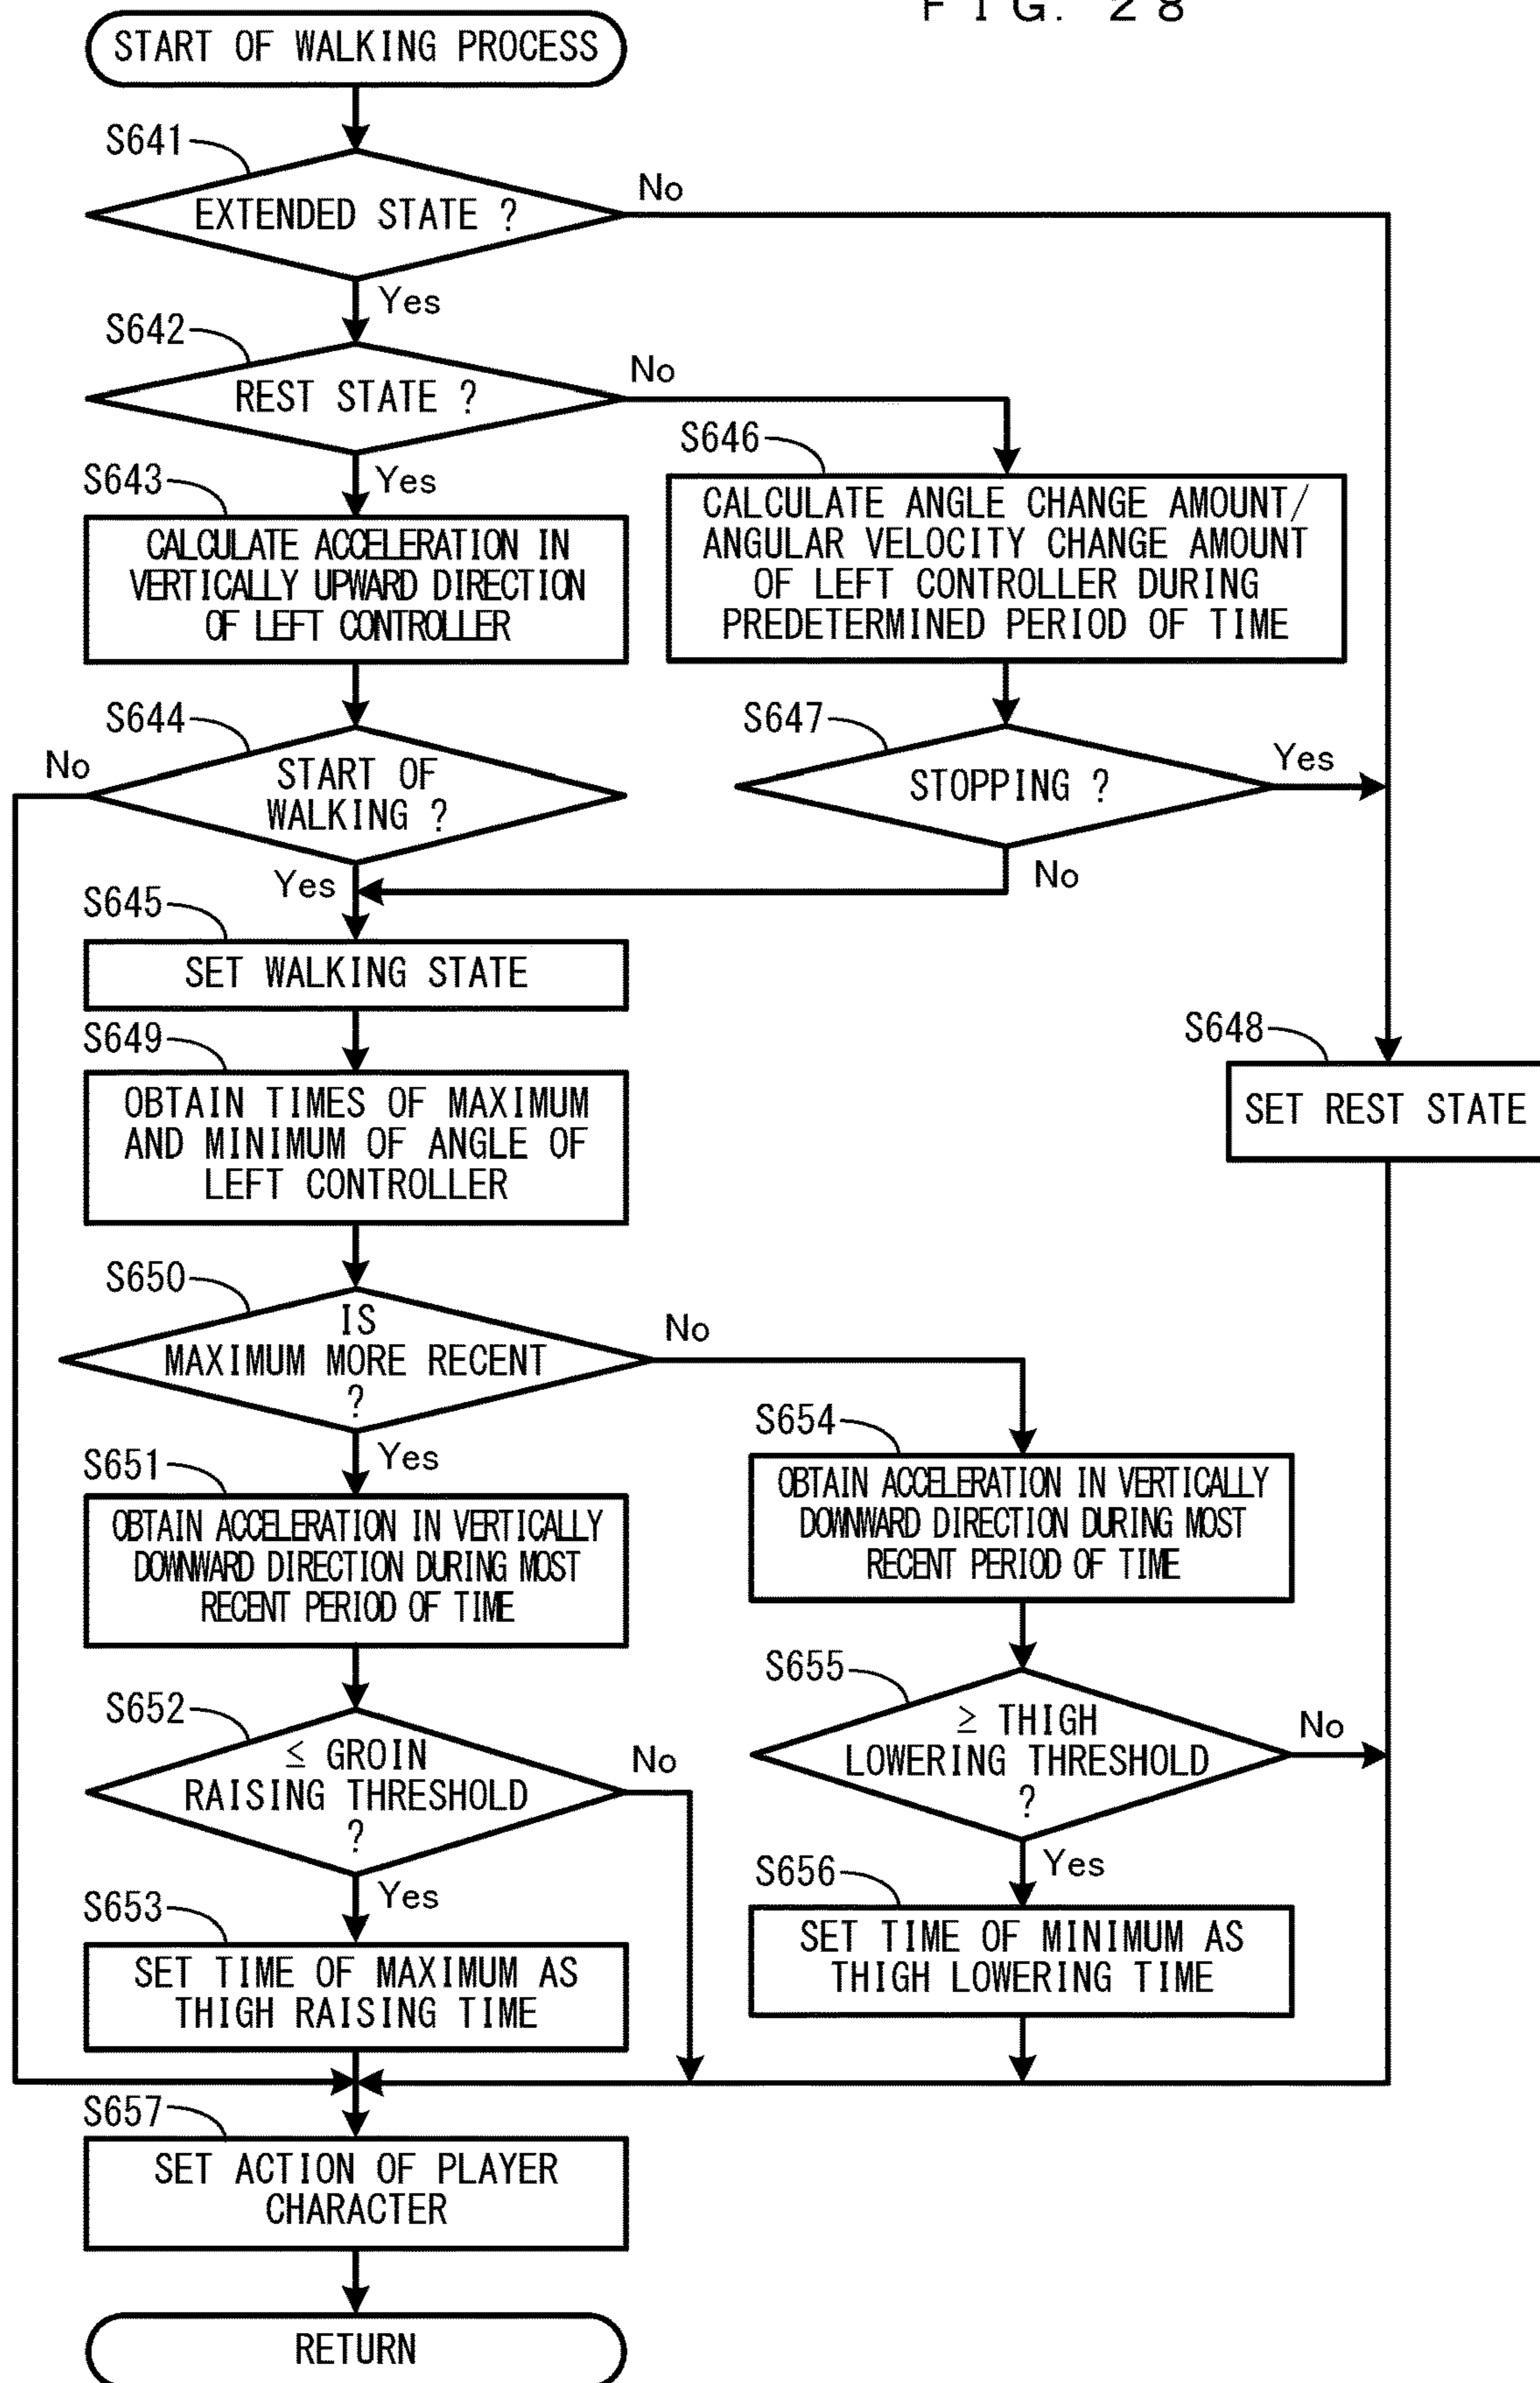 FIG. 28
START OF WALKING PROCESS
S641
EXTENDED STATE ?
No
Yes
S642
REST STATE ?
No
Yes
S643
CALCULATE ACCELERATION IN
VERTICALLY UPWARD DIRECTION
OF LEFT CONTROLLER
S646
CALCULATE ANGLE CHANGE AMOUNT/
ANGULAR VELOCITY CHANGE AMOUNT
OF LEFT CONTROLLER DURING
PREDETERMINED PERIOD OF TIME
S644
START OF
WALKING ?
No
Yes
S647
STOPPING ?
Yes
No
S645
SET WALKING STATE
S648
SET REST STATE
S649
OBTAIN TIMES OF MAXIMUM
AND MINIMUM OF ANGLE OF
LEFT CONTROLLER
S650
IS
MAXIMUM MORE RECENT
?
No
Yes
S651
OBTAIN ACCELERATION IN VERTICALLY
DOWNWARD DIRECTION DURING MOST
RECENT PERIOD OF TIME
S654
OBTAIN ACCELERATION IN VERTICALLY
DOWNWARD DIRECTION DURING MOST
RECENT PERIOD OF TIME
S652
≤ GROIN
RAISING THRESHOLD
?
No
Yes
S655
≥ THIGH
LOWERING THRESHOLD
?
No
Yes
S653
SET TIME OF MAXIMUM AS
THIGH RAISING TIME
S656
SET TIME OF MINIMUM AS
THIGH LOWERING TIME
S657
SET ACTION OF PLAYER
CHARACTER
RETURN